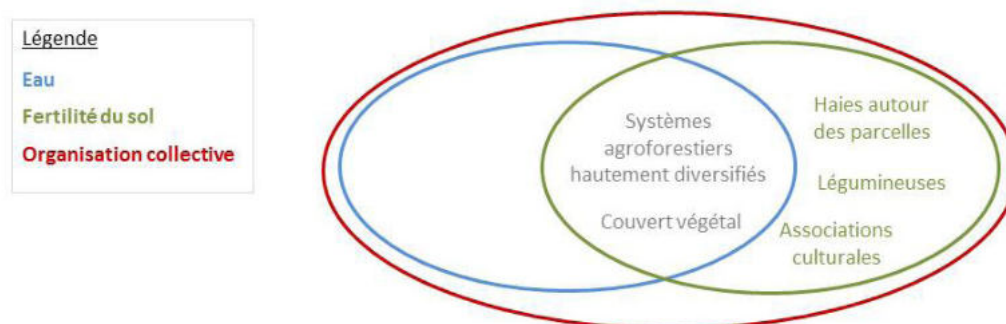 Légende
Eau
Fertilité du sol
Organisation collective
Systèmes
agroforestiers
hautement diversifiés
Couvert végétal
Haies autour
des parcelles
Légumineuses
Associations
culturales